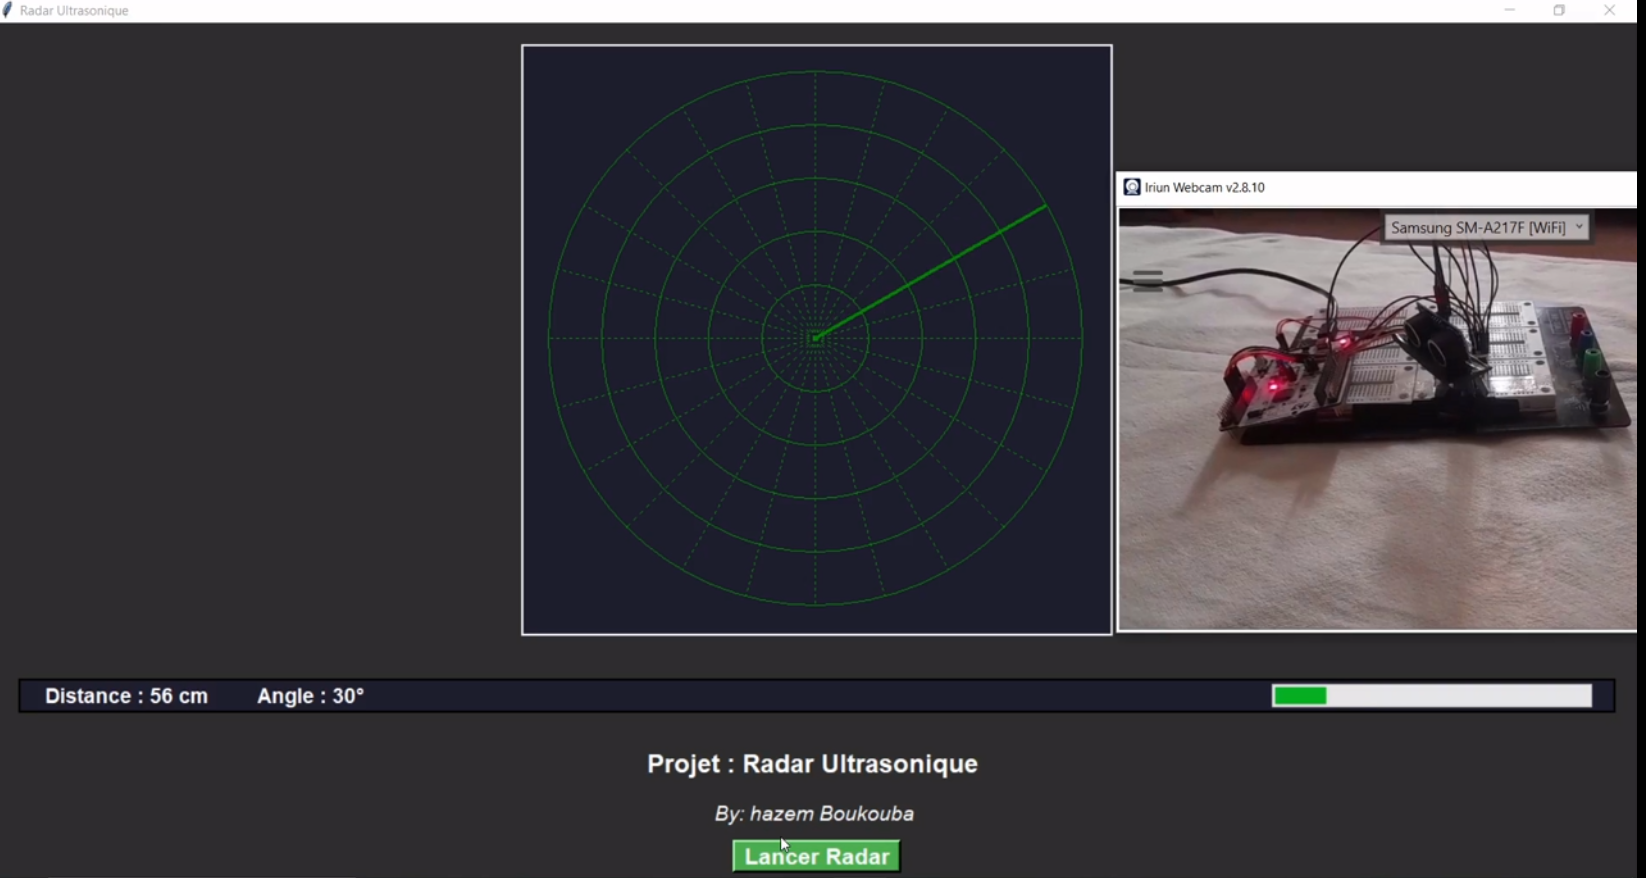 Radar Ultrasonique
Iriun Webcam v2.8.10
Samsung SM-A217F [WiFi]
Distance : 56 cm Angle : 30°
Projet : Radar Ultrasonique
By: hazem Boukouba
Lancer Radar